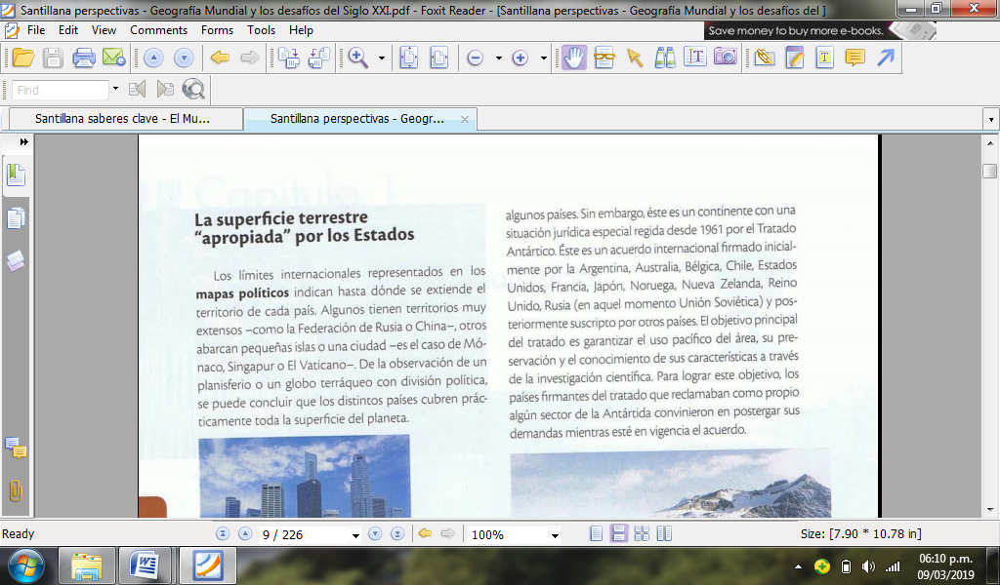 Santillana perspectivas - Geografía Mundial y los desafíos del Siglo XXI.pdf - Foxit Reader - [Santillana perspectivas - Geografía Mundial y los desafíos del ]
File Edit View Comments Forms Tools Help
Save money to buy more e-books.
Find
Santillana saberes clave - El Mu...
Santillana perspectivas - Geogr...
La superficie terrestre
“apropiada” por los Estados
Los límites internacionales representados en los
mapas políticos indican hasta dónde se extiende el
territorio de cada país. Algunos tienen territorios muy
extensos –como la Federación de Rusia o China–, otros
abarcan pequeñas islas o una ciudad –es el caso de Mó-
naco, Singapur o El Vaticano–. De la observación de un
planisferio o un globo terráqueo con división política,
se puede concluir que los distintos países cubren prác-
ticamente toda la superficie del planeta.
algunos países. Sin embargo, éste es un continente con una
situación jurídica especial regida desde 1961 por el Tratado
Antártico. Éste es un acuerdo internacional firmado inicial-
mente por la Argentina, Australia, Bélgica, Chile, Estados
Unidos, Francia, Japón, Noruega, Nueva Zelanda, Reino
Unido, Rusia (en aquel momento Unión Soviética) y pos-
teriormente suscripto por otros países. El objetivo principal
del tratado es garantizar el uso pacífico del área, su pre-
servación y el conocimiento de sus características a través
de la investigación científica. Para lograr este objetivo, los
países firmantes del tratado que reclamaban como propio
algún sector de la Antártida convinieron en postergar sus
demandas mientras esté en vigencia el acuerdo.
Ready
9 / 226
100%
Size: [7.90 * 10.78 in]
06:10 p.m.
09/03/2019